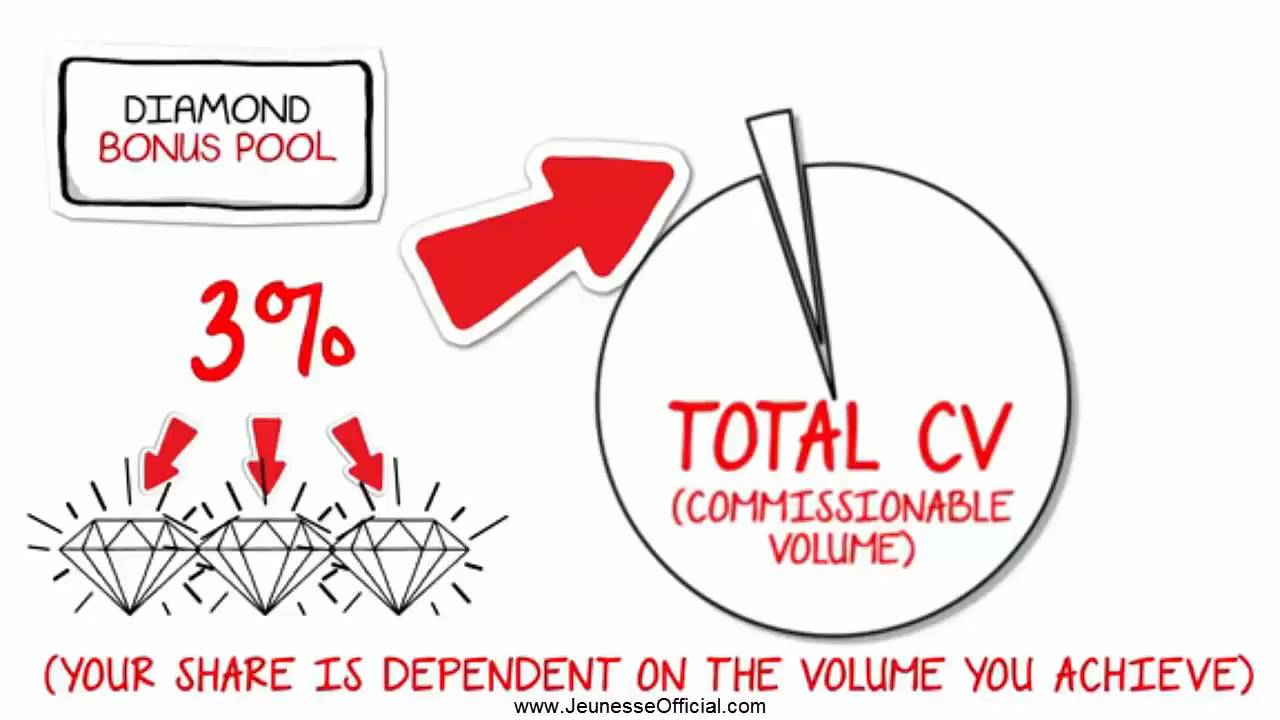 DIAMOND
BONUS POOL
3%
TOTAL CV
(COMMISSIONABLE
VOLUME)
(YOUR SHARE IS DEPENDENT ON THE VOLUME YOU ACHIEVE)
www.JeunesseOfficial.com